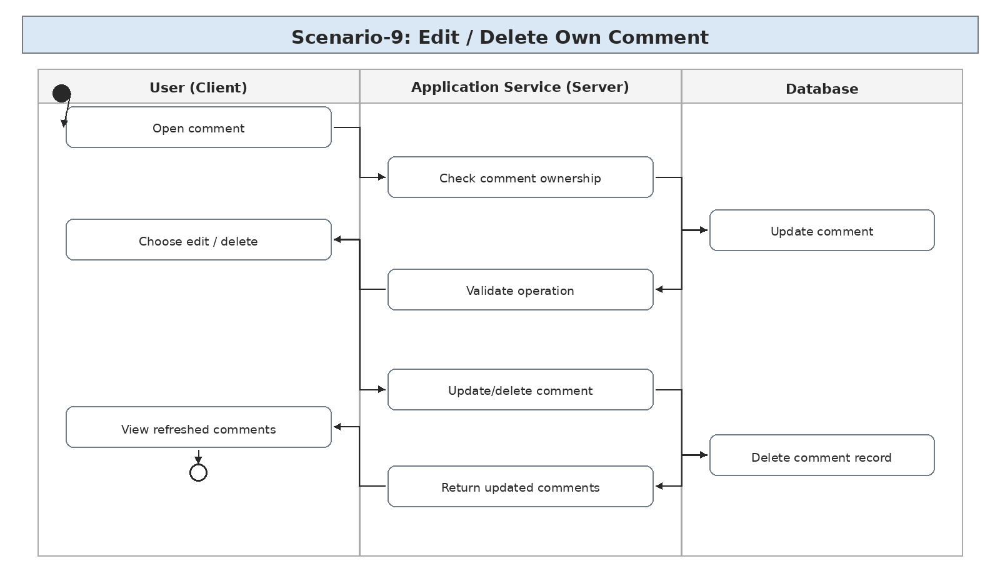 Scenario-9: Edit / Delete Own Comment
User (Client)
Application Service (Server)
Database
Open comment
Check comment ownership
Update comment
Choose edit / delete
Validate operation
Update/delete comment
View refreshed comments
Delete comment record
Return updated comments